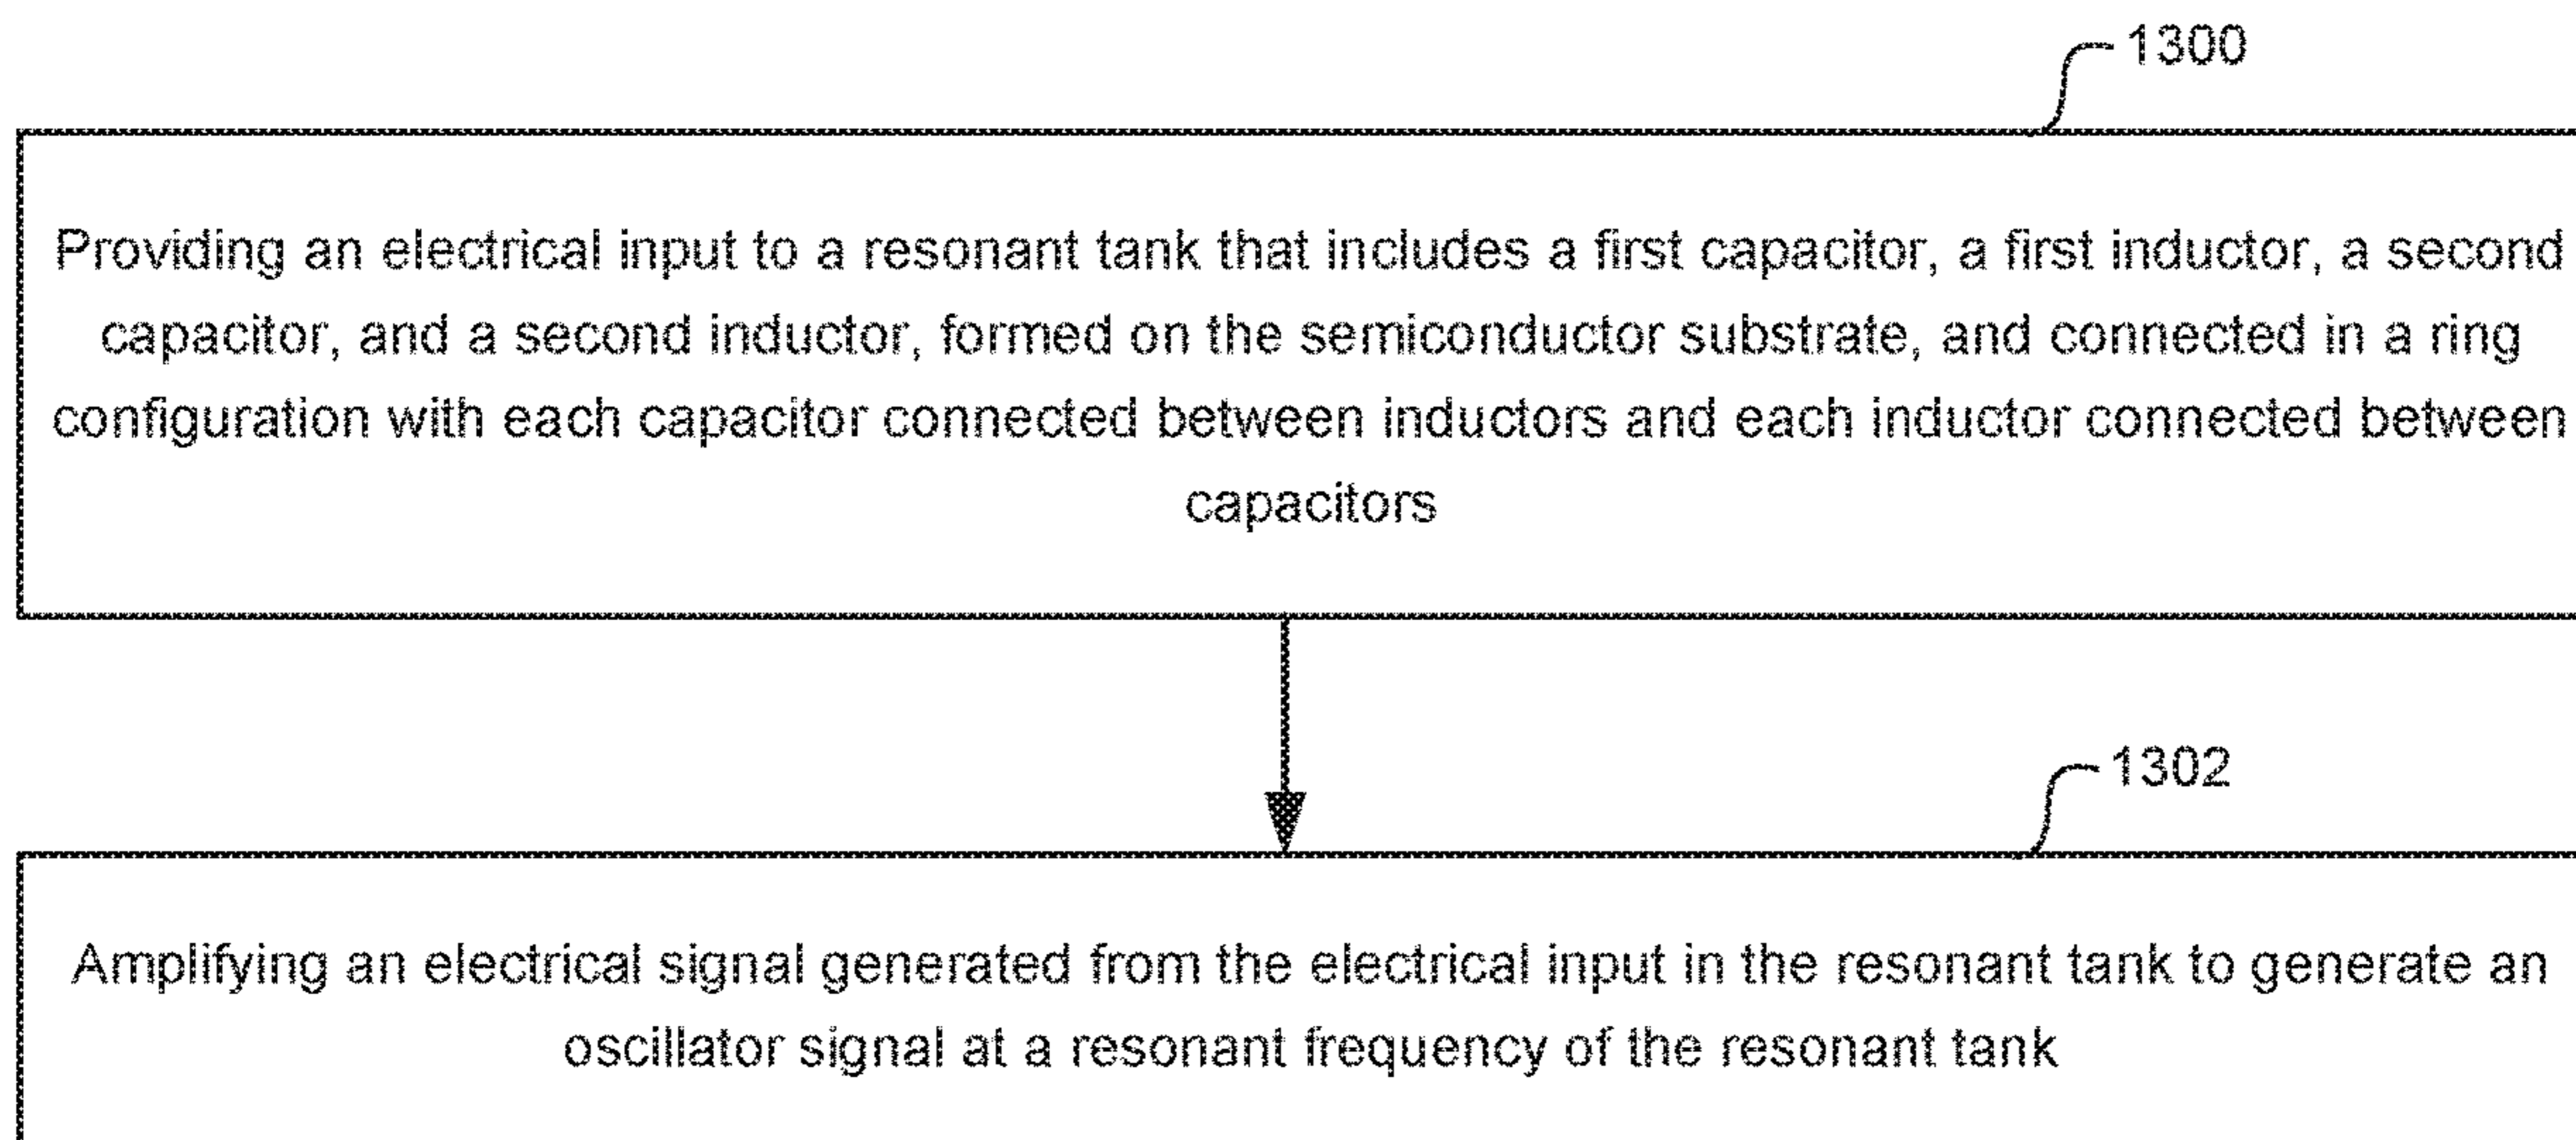 1300
Providing an electrical input to a resonant tank that includes a first capacitor, a first inductor, a second
capacitor, and a second inductor, formed on the semiconductor substrate, and connected in a ring
configuration with each capacitor connected between inductors and each inductor connected between
capacitors
1302
Amplifying an electrical signal generated from the electrical input in the resonant tank to generate an
oscillator signal at a resonant frequency of the resonant tank